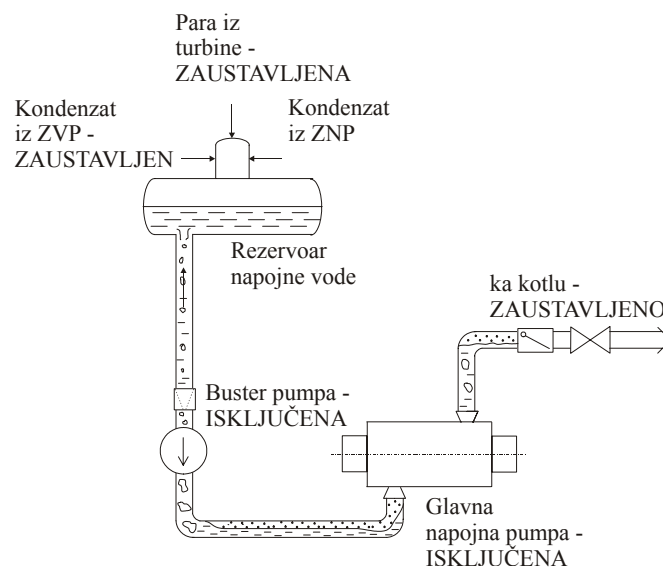 Para iz
turbine -
ZAUSTAVLJENA
Kondenzat
iz ZVP -
ZAUSTAVLJEN
Kondenzat
iz ZNP
Rezervoar
napojne vode
ka kotlu -
ZAUSTAVLJENO
Buster pumpa -
ISKLJUČENA
Glavna
napojna pumpa -
ISKLJUČENA